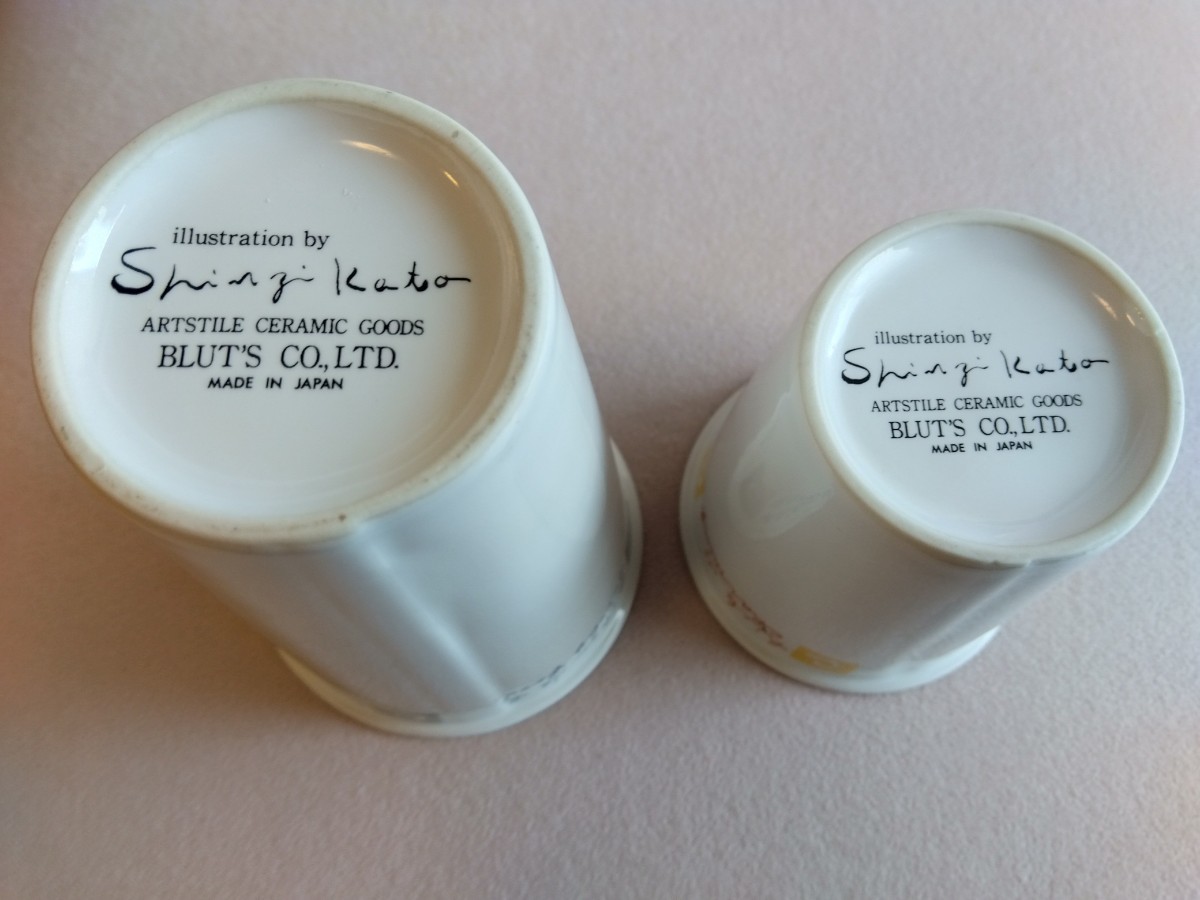 illustration by
Shinzi Kato
ARTSTILE CERAMIC GOODS
BLUT'S CO.,LTD.
MADE IN JAPAN
illustration by
Shinzi Kato
ARTSTILE CERAMIC GOODS
BLUT'S CO.,LTD.
MADE IN JAPAN